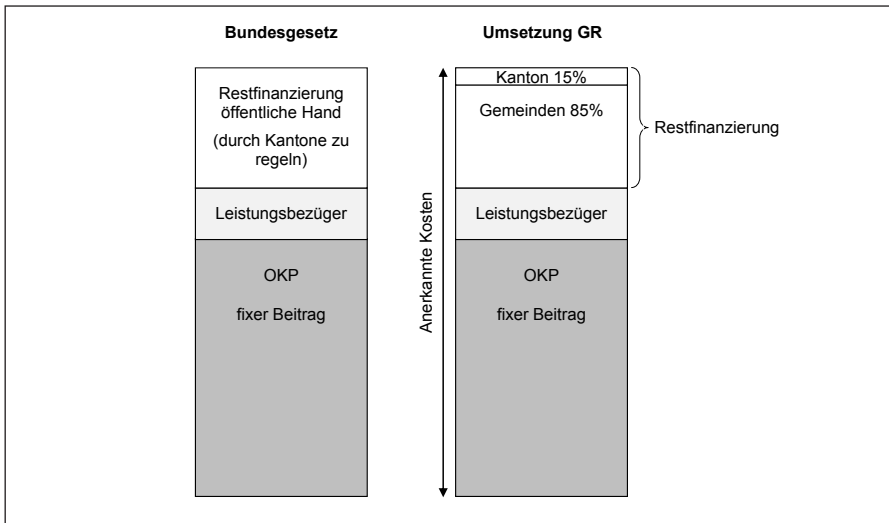 Bundesgesetz
Restfinanzierung
öffentliche Hand
(durch Kantone zu
regeln)
Leistungsbezüger
OKP
fixer Beitrag
Anerkannte Kosten
Umsetzung GR
Kanton 15%
Gemeinden 85%
Leistungsbezüger
OKP
fixer Beitrag
Restfinanzierung